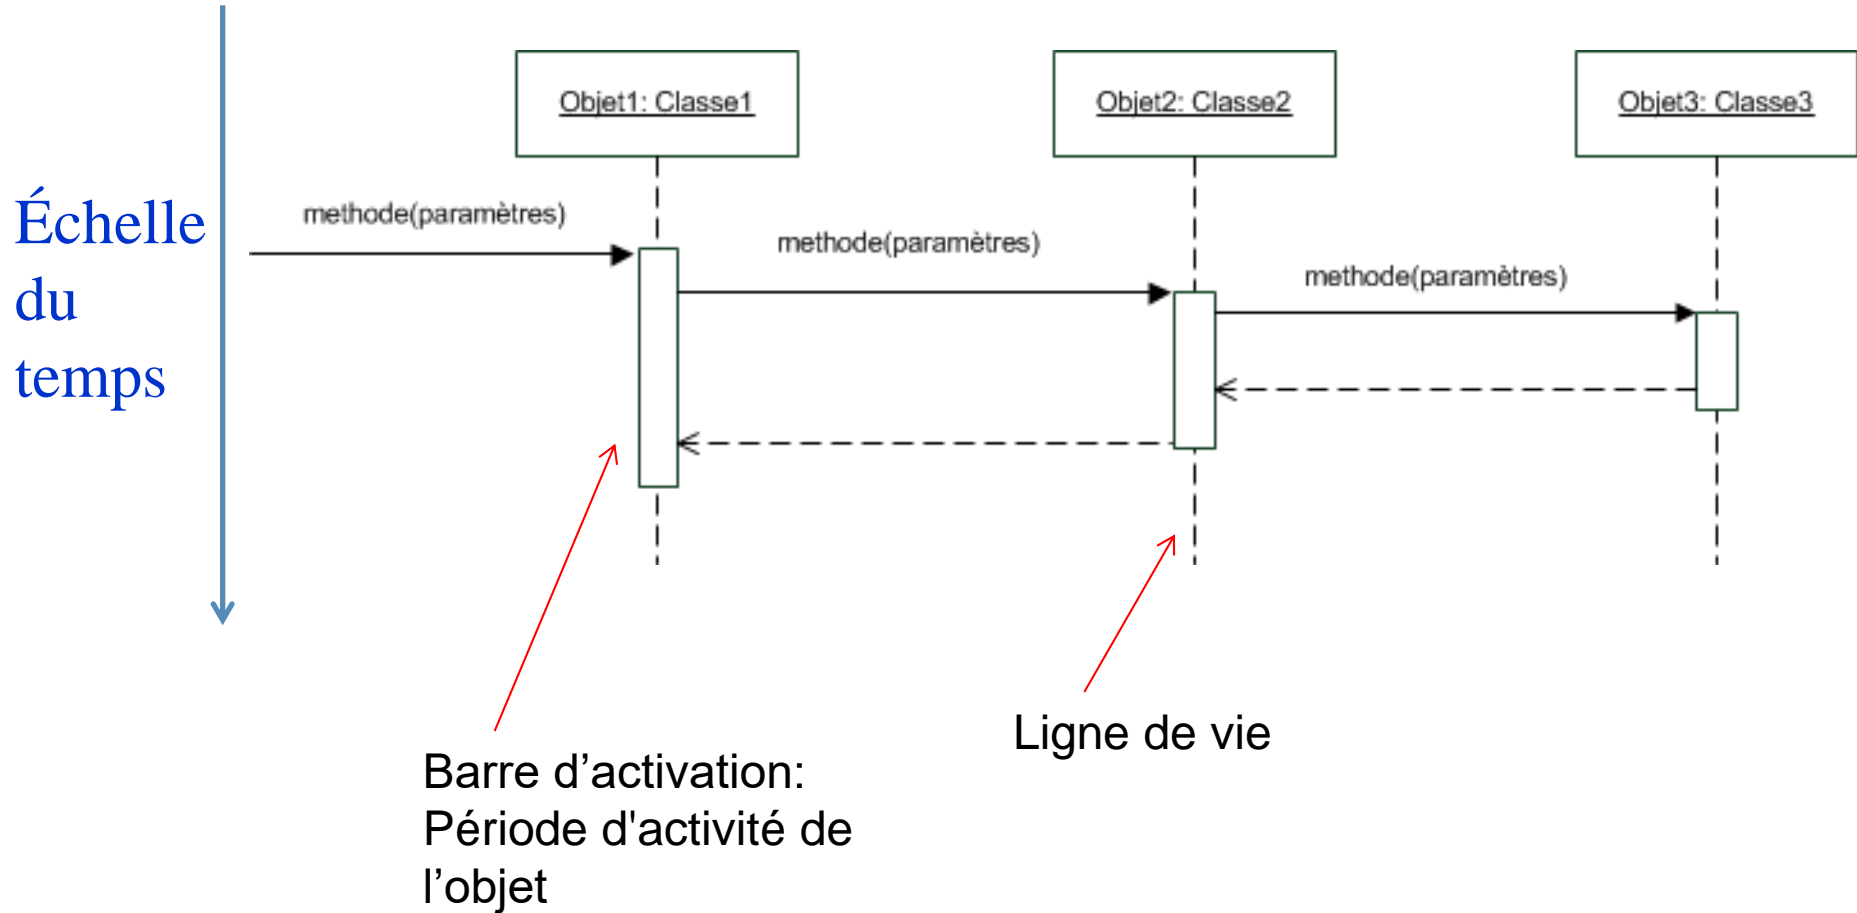 Objet1: Classe1
Objet2: Classe2
Objet3: Classe3
Échelle
du
temps
methode(paramètres)
methode(paramètres)
methode(paramètres)
Ligne de vie
Barre d’activation:
Période d'activité de
l’objet